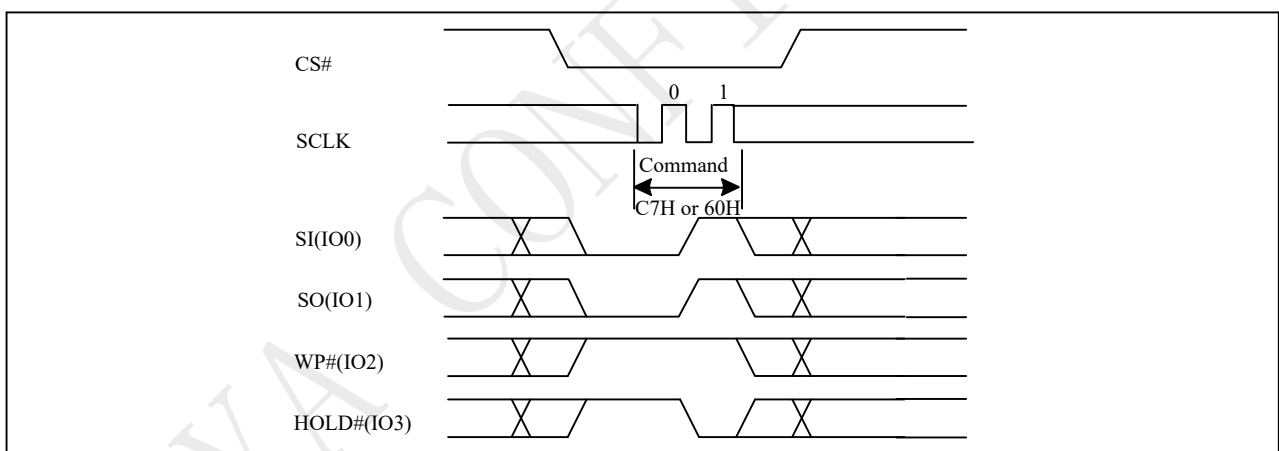 CS#
0 1
SCLK
Command
C7H or 60H
SI(IO0)
SO(IO1)
WP#(IO2)
HOLD#(IO3)